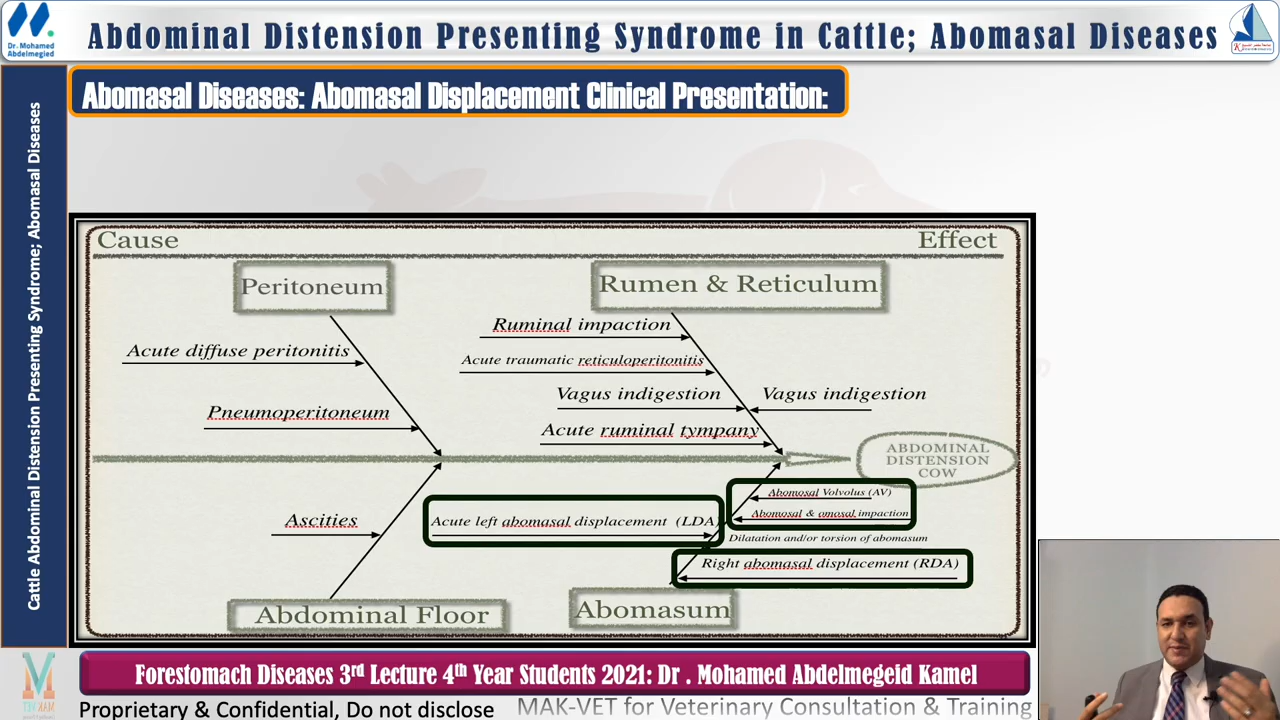 Dr. Mohamed
Abdelmegied
Abdominal Distension Presenting Syndrome in Cattle; Abomasal Diseases
Cattle Abdominal Distension Presenting Syndrome; Abomasal Diseases
Abomasal Diseases: Abomasal Displacement Clinical Presentation:
Cause
Effect
Peritoneum
Rumen & Reticulum
Ruminal impaction
Acute diffuse peritonitis
Acute traumatic reticuloperitonitis
Vagus indigestion
Vagus indigestion
Pneumoperitoneum
Acute ruminal tympany
ABDOMINAL
DISTENSION
COW
Abomosal Volvolus (AV)
Abomosal & omosal impaction
Ascities
Acute left abomasal displacement (LDA)
Dilatation and/or torsion of abomasum
Right abomasal displacement (RDA)
Abdominal Floor
Abomasum
Forestomach Diseases 3rd Lecture 4th Year Students 2021: Dr . Mohamed Abdelmegeid Kamel
Proprietary & Confidential, Do not disclose
MAK-VET for Veterinary Consultation & Training